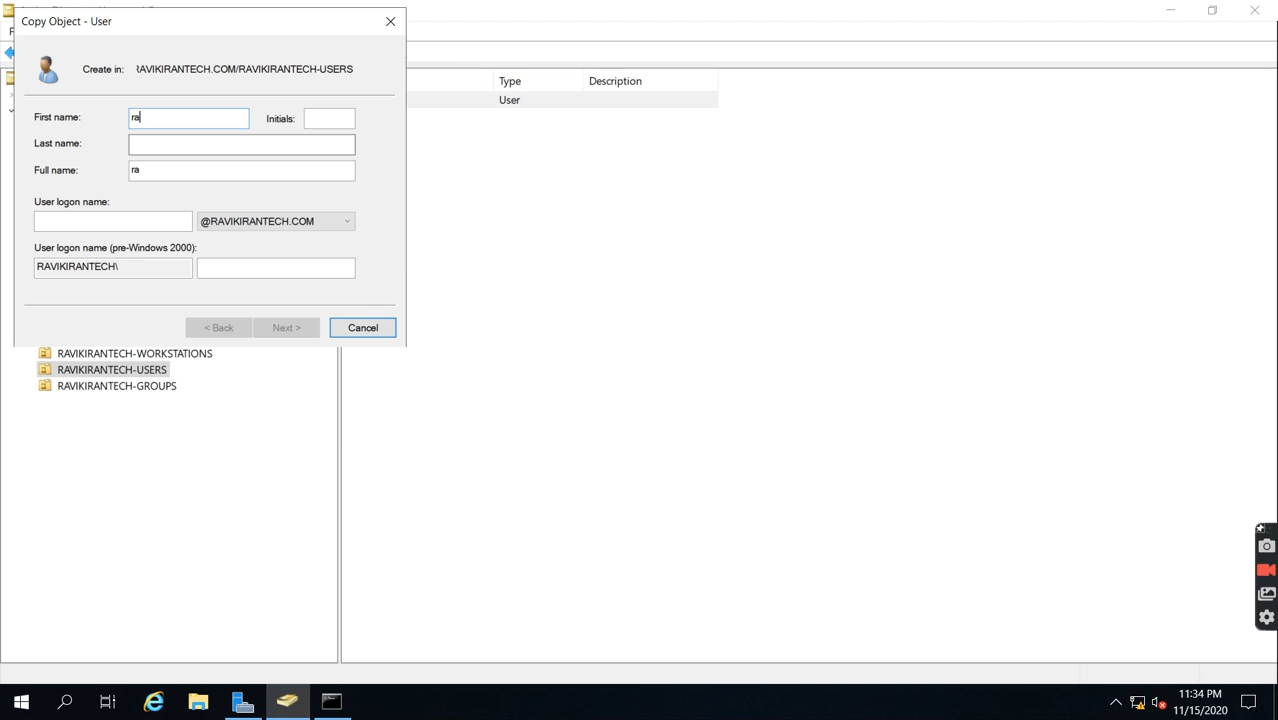 Copy Object - User
Create in: RAVIKIRANTECH.COM/RAVIKIRANTECH-USERS
First name: ra Initials:
Last name:
Full name: ra
User logon name:
@RAVIKIRANTECH.COM
User logon name (pre-Windows 2000):
RAVIKIRANTECH\
< Back Next > Cancel
Type Description
User
RAVIKIRANTECH-WORKSTATIONS
RAVIKIRANTECH-USERS
RAVIKIRANTECH-GROUPS
11:34 PM
11/15/2020